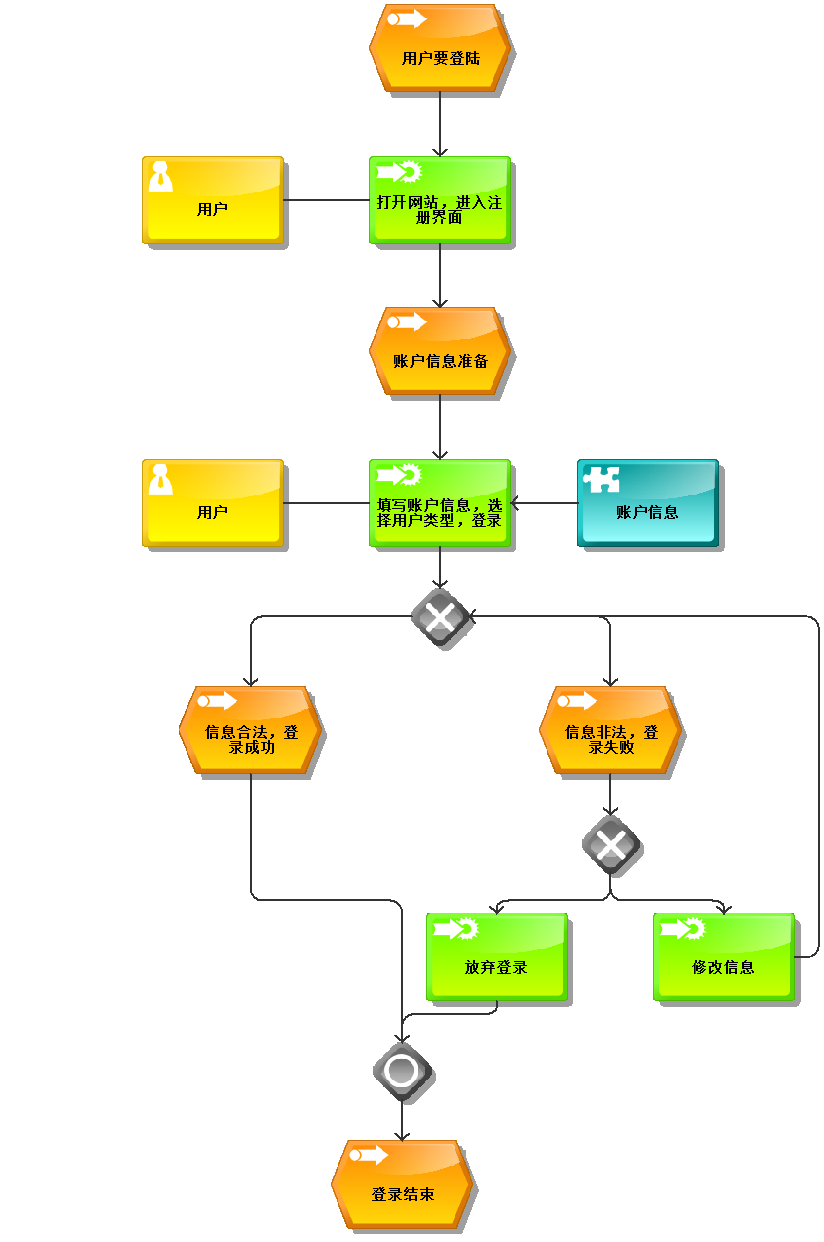 用户要登陆
用户
打开网站，进入注
册界面
账户信息准备
用户
填写账户信息，选
择用户类型，登录
账户信息
信息合法，登
录成功
信息非法，登
录失败
放弃登录
修改信息
登录结束